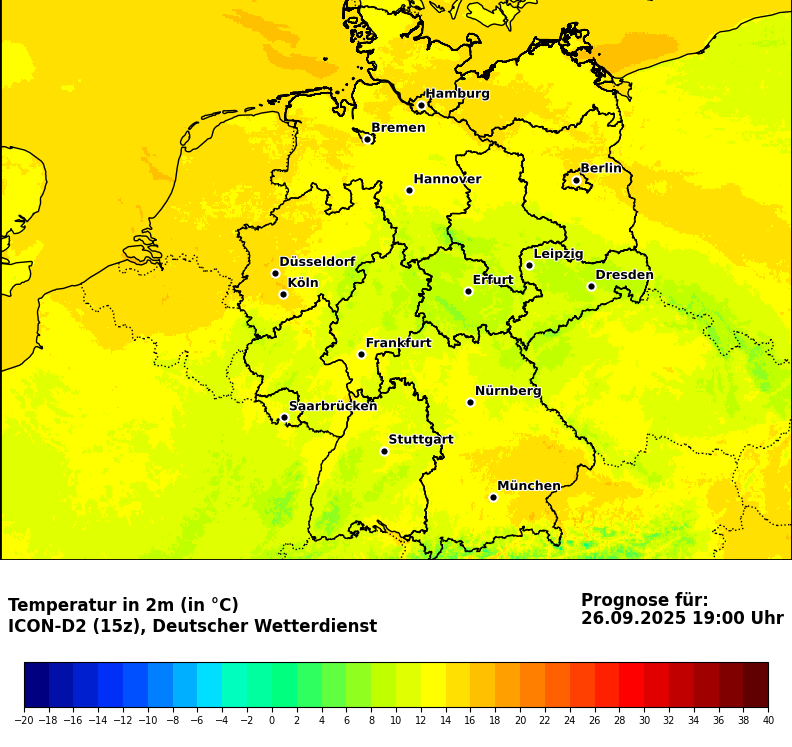 Hamburg
Bremen
Berlin
Hannover
Leipzig
Düsseldorf
Dresden
Köln
Erfurt
Frankfurt
Nürnberg
Saarbrücken
Stuttgart
München
Temperatur in 2m (in °C)
ICON-D2 (15z), Deutscher Wetterdienst
Prognose für:
26.09.2025 19:00 Uhr
−20 −18 −16 −14 −12 −10 −8 −6 −4 −2 0 2 4 6 8 10 12 14 16 18 20 22 24 26 28 30 32 34 36 38 40